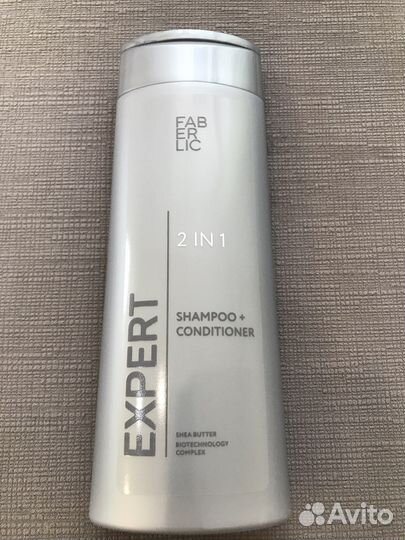 FAB
ER
LIC
2 IN 1
SHAMPOO +
CONDITIONER
EXPERT
SHEA BUTTER
BIOTECHNOLOGY
COMPLEX
Avito